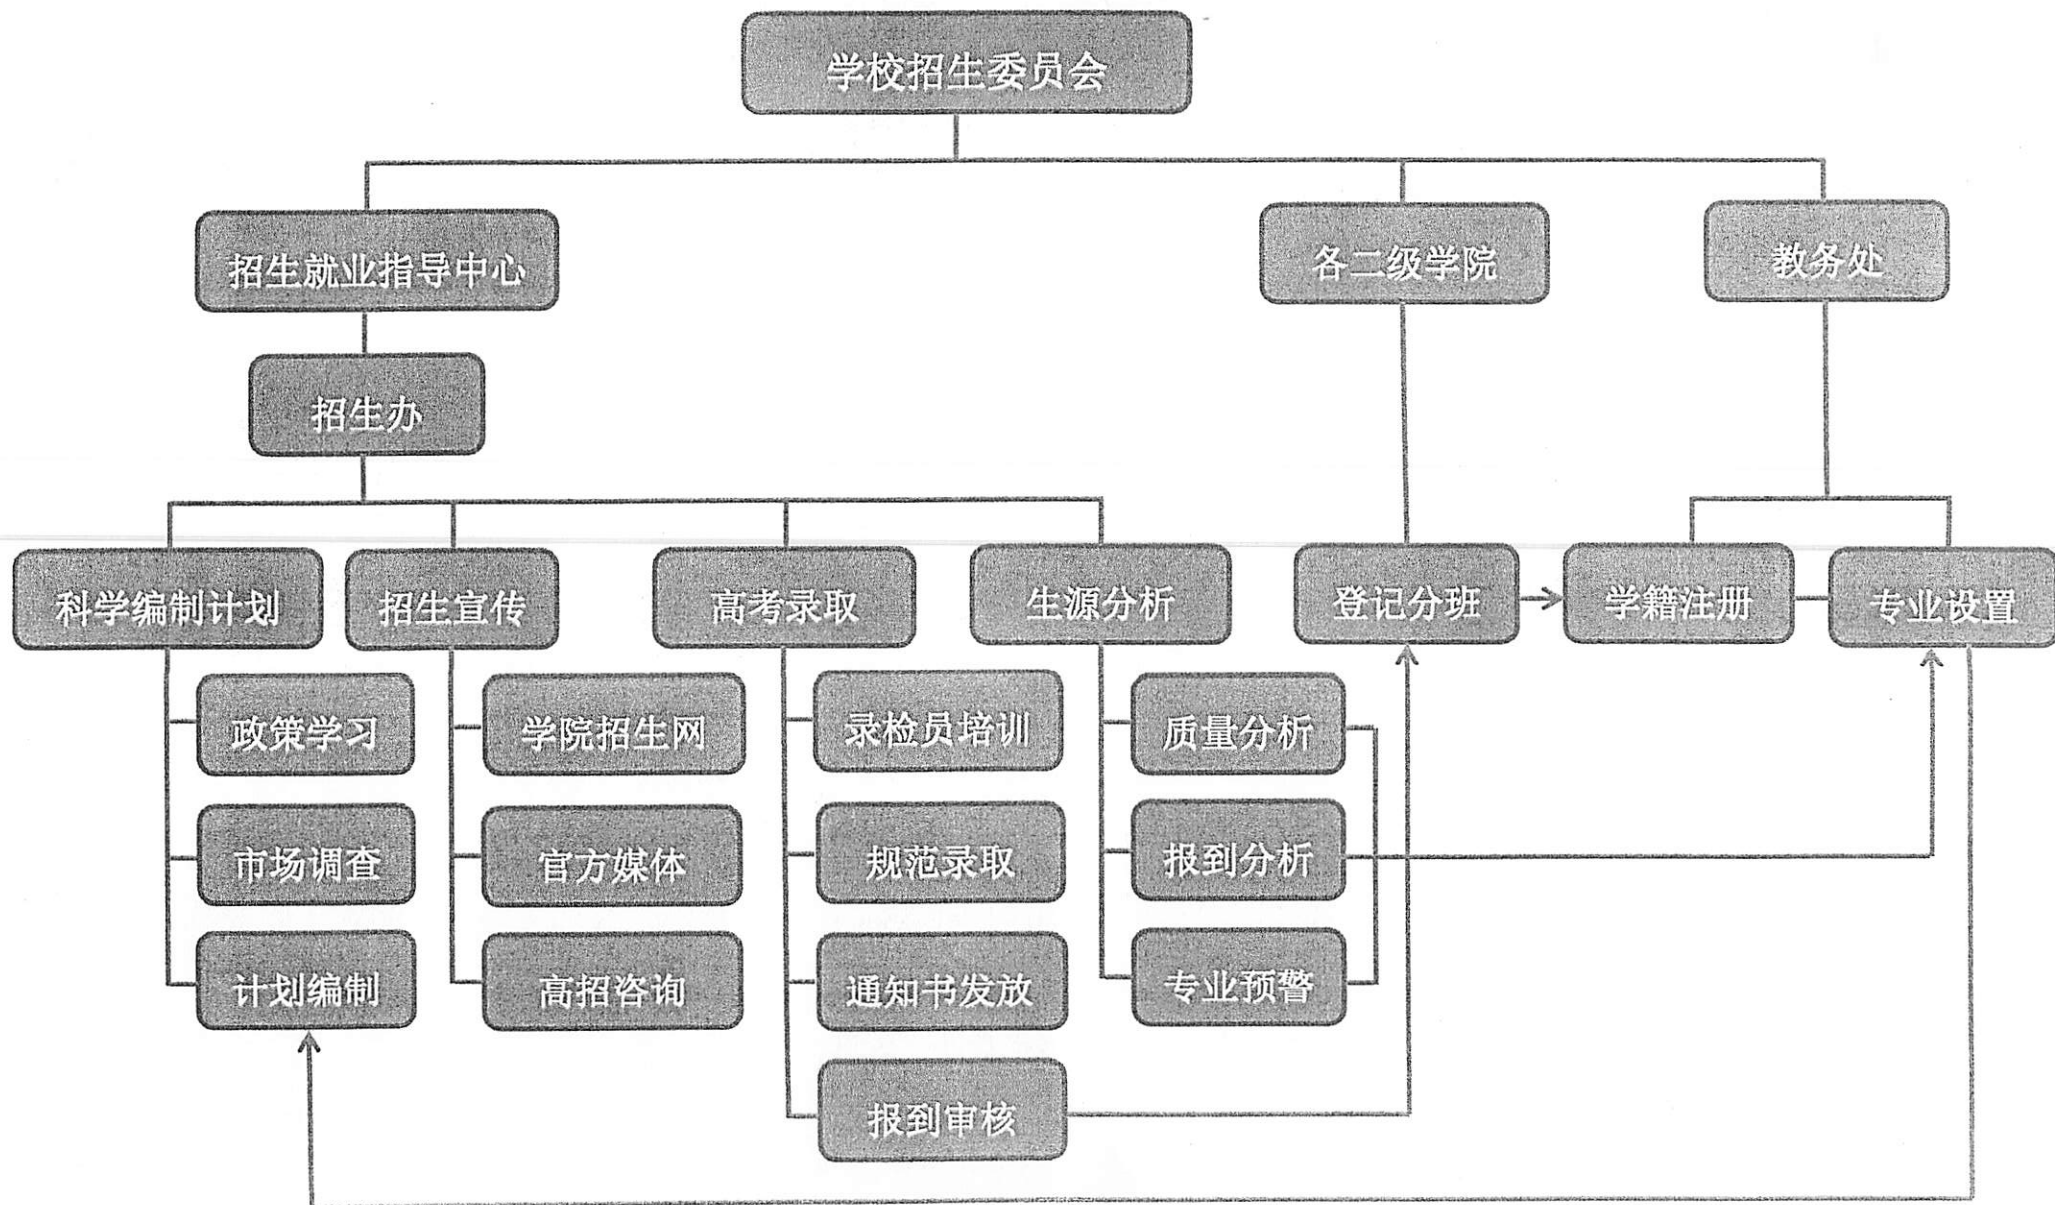 学校招生委员会
招生就业指导中心
各二级学院
教务处
招生办
科学编制计划
招生宣传
高考录取
生源分析
登记分班
学籍注册
专业设置
政策学习
学院招生网
录检员培训
质量分析
市场调查
官方媒体
规范录取
报到分析
计划编制
高招咨询
通知书发放
专业预警
报到审核